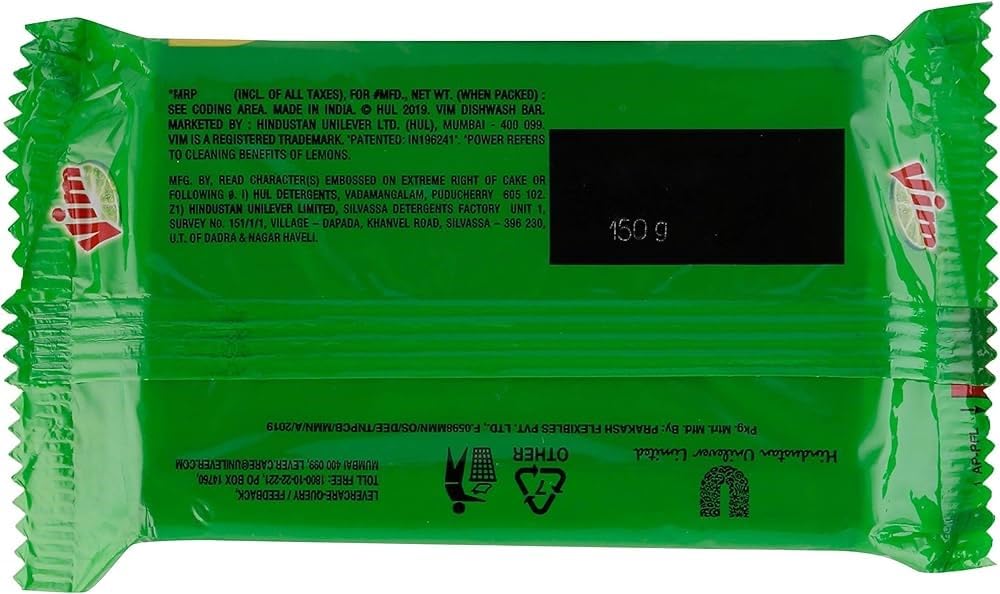 *MRP (INCL. OF ALL TAXES), FOR #MFD., NET WT. (WHEN PACKED) :
SEE CODING AREA. MADE IN INDIA. © HUL 2019. VIM DISHWASH BAR.
MARKETED BY : HINDUSTAN UNILEVER LTD. (HUL), MUMBAI - 400 099.
VIM IS A REGISTERED TRADEMARK. *PATENTED: IN196241*. *POWER REFERS
TO CLEANING BENEFITS OF LEMONS.
MFG. BY, READ CHARACTER(S) EMBOSSED ON EXTREME RIGHT OF CAKE OR
FOLLOWING #. I) HUL DETERGENTS, VADAMANGALAM, PUDUCHERRY 605 102.
Z1) HINDUSTAN UNILEVER LIMITED, SILVASSA DETERGENTS FACTORY UNIT 1,
SURVEY No. 151/1/1, VILLAGE - DAPADA, KHANVEL ROAD, SILVASSA - 396 230,
U.T. OF DADRA & NAGAR HAVELI.
150 g
Vim
Vim
Pkg. Mtrl. Mfd. By: PRAKASH FLEXIBLES PVT. LTD., F.05998MMN/OS/DEE/TNPCB/MMN/A/2019
Hindustan Unilever Limited.
7
OTHER
LEVERCARE-QUERY / FEEDBACK,
TOLL FREE: 1800-10-22-221, PO BOX 14760,
MUMBAI 400 099, LEVER.CARE@UNILEVER.COM
AP-PFL